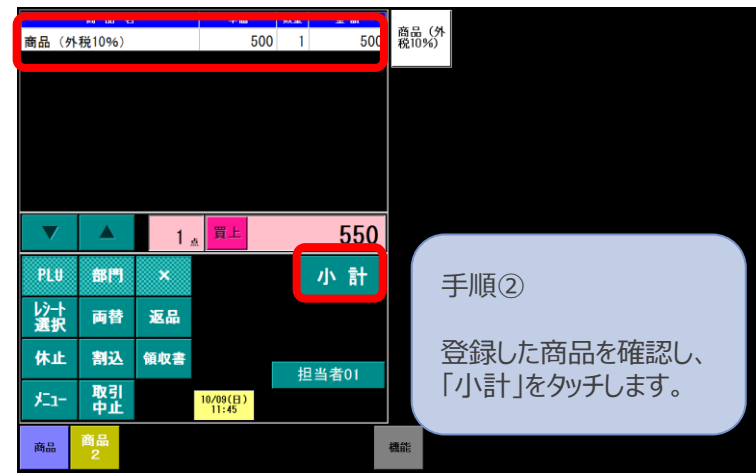 商品（外税10%） 500 1 500
商品（外
税10%）
1点 買上 550
PLU 部門 × 小計
ﾚｼｰﾄ
選択 両替 返品
休止 割込 領収書
担当者01
ﾒﾆｭｰ 取引
中止
10/09(日)
11:45
商品 商品
2
機能
手順②
登録した商品を確認し、
「小計」をタッチします。